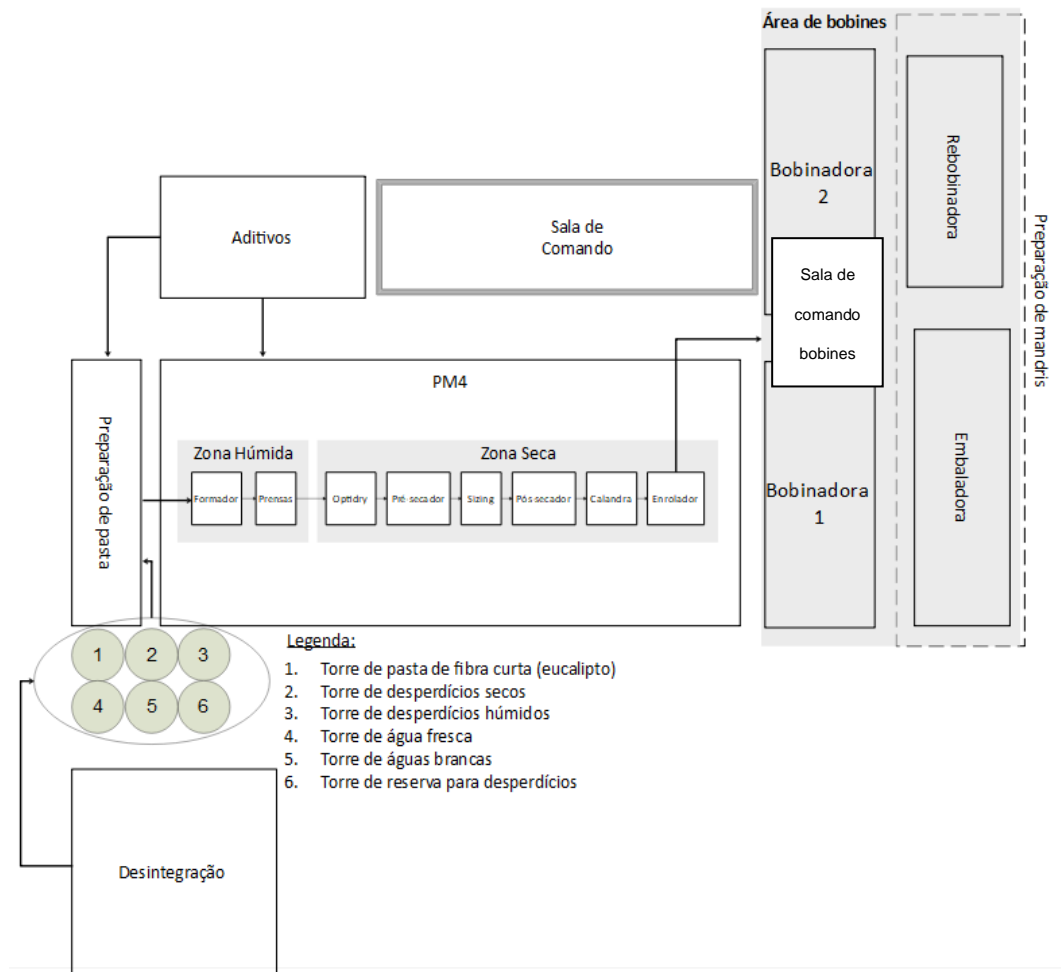 Área de bobines
Bobinadora
2
Rebobinadora
Preparação de mandris
Aditivos
Sala de
Comando
Sala de
comando
bobines
PM4
Preparação de pasta
Zona Húmida
Zona Seca
Formador
Prensas
Optidry
Pré-secador
Sizing
Pós-secador
Calandra
Enrolador
Bobinadora
1
Embaladora
1
2
3
4
5
6
Legenda:
1. Torre de pasta de fibra curta (eucalipto)
2. Torre de desperdícios secos
3. Torre de desperdícios húmidos
4. Torre de água fresca
5. Torre de águas brancas
6. Torre de reserva para desperdícios
Desintegração